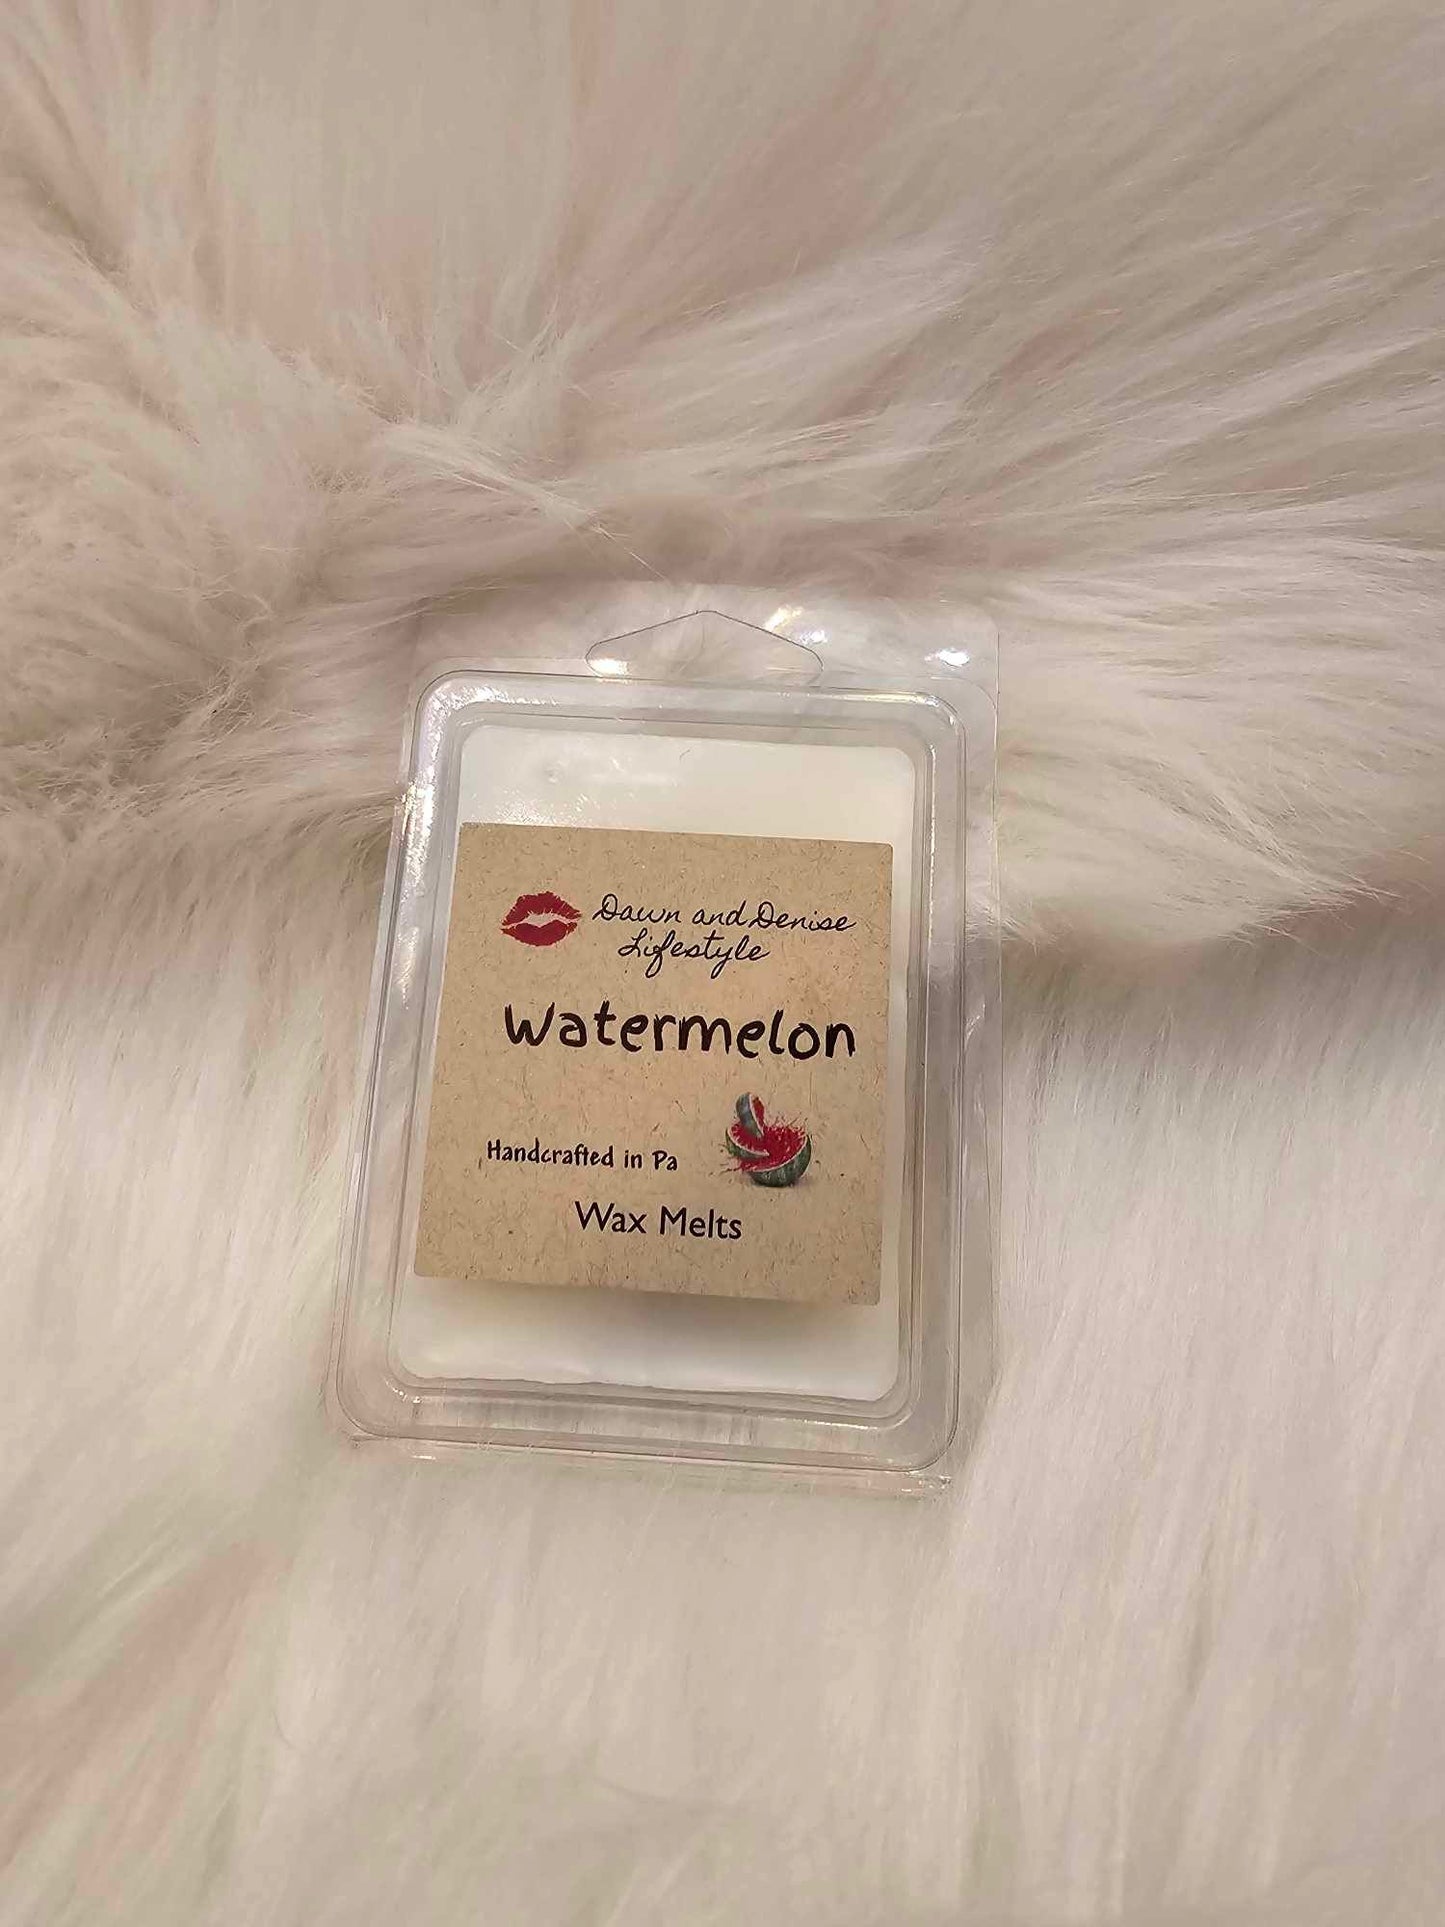 Dawn and Denise
Lifestyle
Watermelon
Handcrafted in Pa
Wax Melts